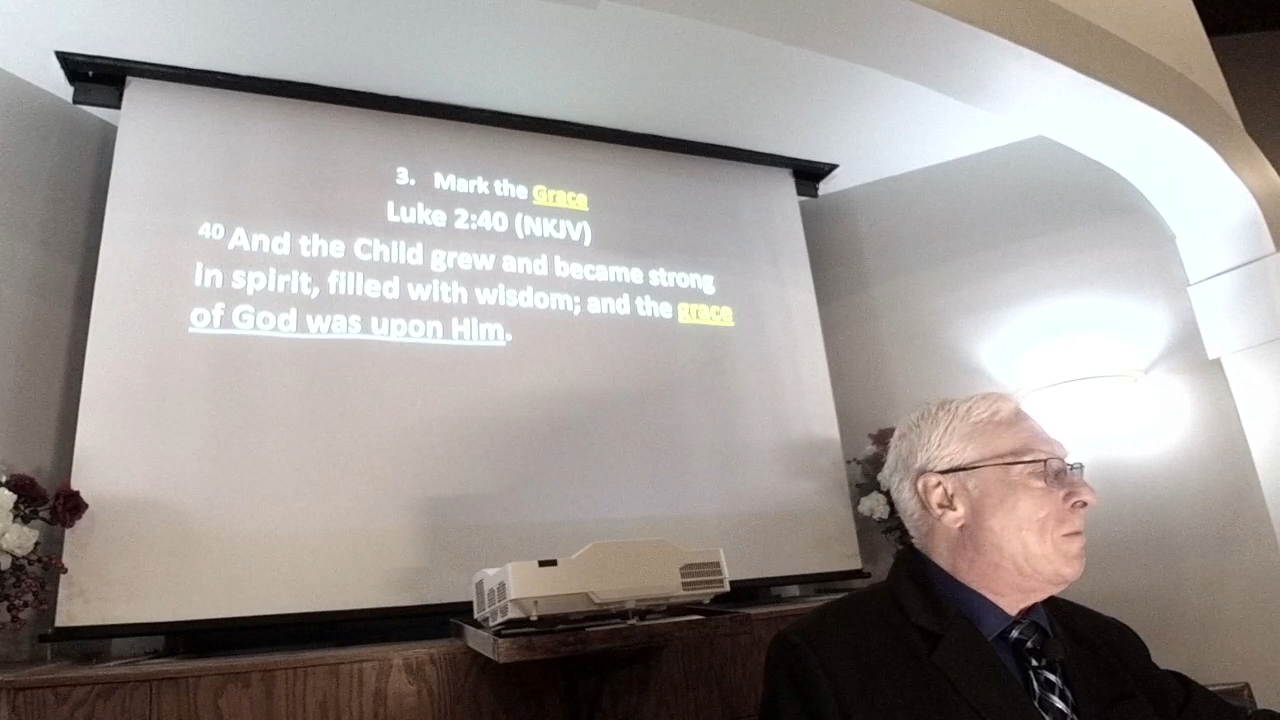 3. Mark the Grace
Luke 2:40 (NKJV)
40 And the Child grew and became strong
in spirit, filled with wisdom; and the grace
of God was upon Him.